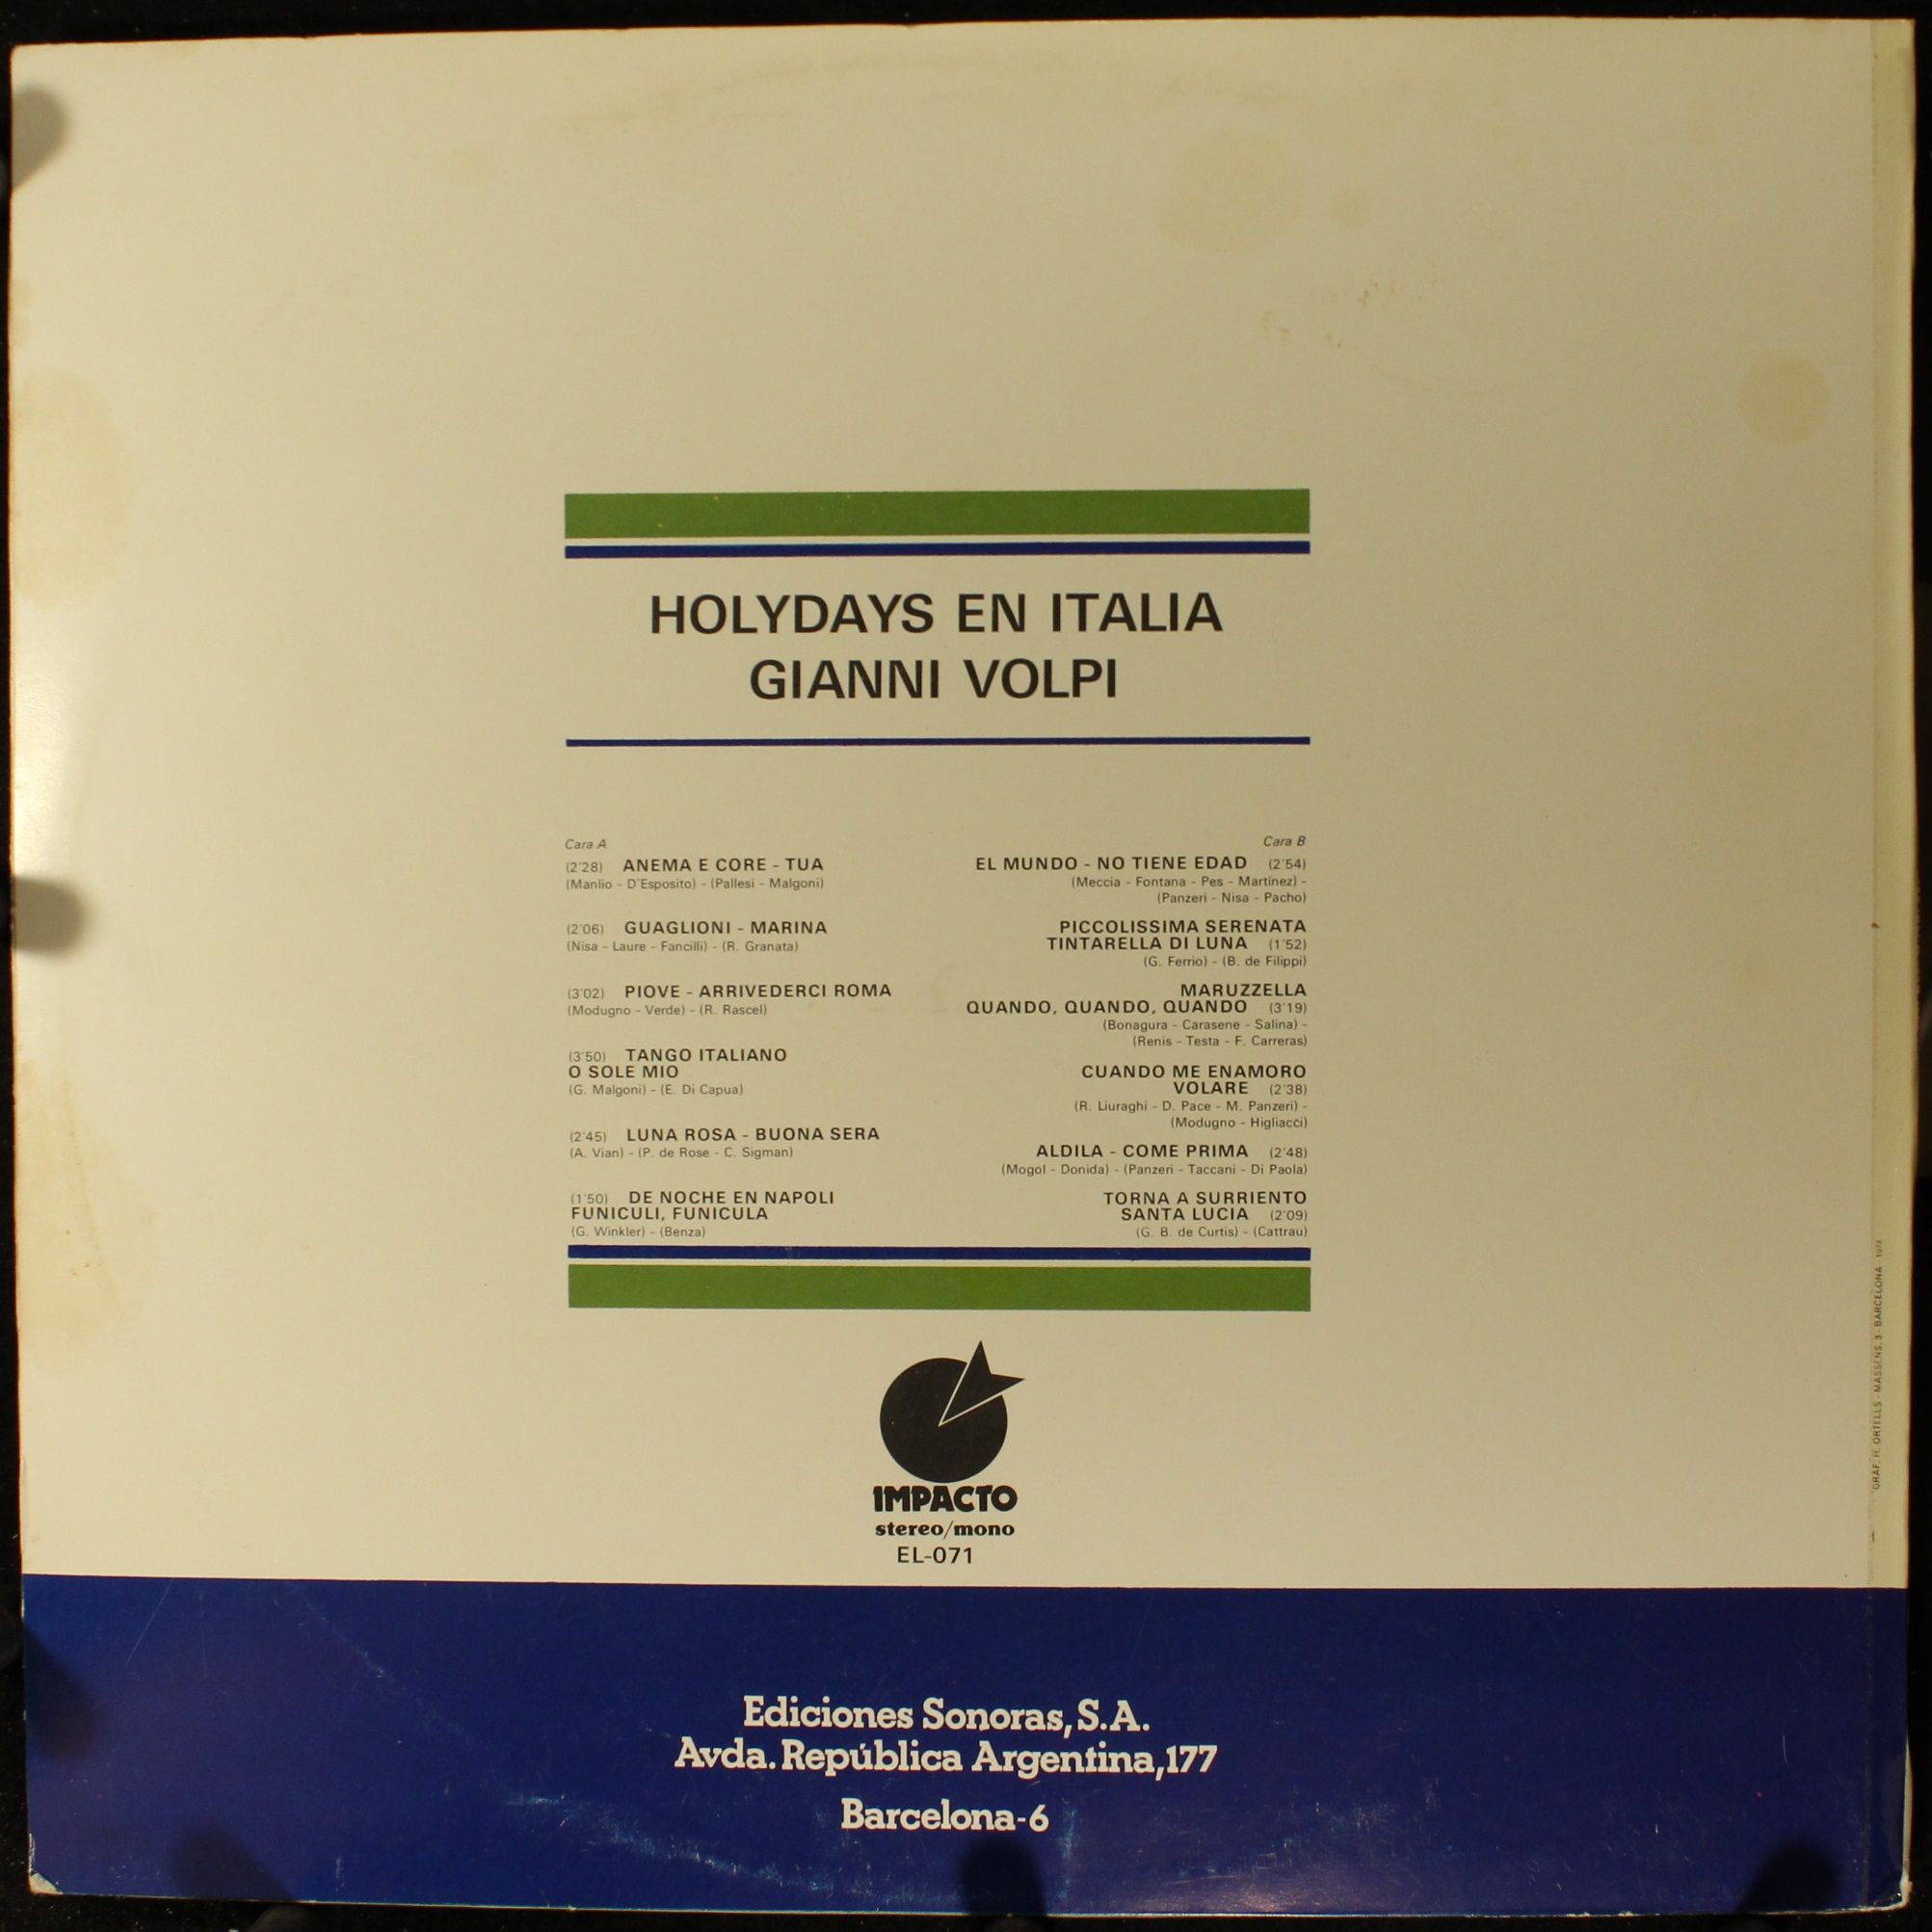 HOLYDAYS EN ITALIA
GIANNI VOLPI
Cara A
(2'28) ANEMA E CORE - TUA
(Manlio - D'Esposito) - (Pallesi - Malgoni)
(2'06) GUAGLIONI - MARINA
(Nisa - Laure - Fancilli) - (R. Granata)
(3'02) PIOVE - ARRIVEDERCI ROMA
(Modugno - Verde) - (R. Rascel)
(3'50) TANGO ITALIANO
O SOLE MIO
(G. Malgoni) - (E. Di Capua)
(2'45) LUNA ROSA - BUONA SERA
(A. Vian) - (P. de Rose - C. Sigman)
(1'50) DE NOCHE EN NAPOLI
FUNICULI, FUNICULA
(G. Winkler) - (Benza)
Cara B
EL MUNDO - NO TIENE EDAD (2'54)
(Meccia - Fontana - Pes - Martínez) -
(Panzeri - Nisa - Pacho)
PICCOLISSIMA SERENATA
TINTARELLA DI LUNA (1'52)
(G. Ferrio) - (B. de Filippi)
MARUZZELLA
QUANDO, QUANDO, QUANDO (3'19)
(Bonagura - Carasene - Salina) -
(Renis - Testa - F. Carreras)
CUANDO ME ENAMORO
VOLARE (2'38)
(R. Liuraghi - D. Pace - M. Panzeri) -
(Modugno - Higliacci)
ALDILA - COME PRIMA (2'48)
(Mogol - Donida) - (Panzeri - Taccani - Di Paola)
TORNA A SURRIENTO
SANTA LUCIA (2'09)
(G. B. de Curtis) - (Cattrau)
IMPACTO
stereo/mono
EL-071
GRAF. H. ORTELLS - MASSENS, 3 - BARCELONA - 1974
Ediciones Sonoras, S.A.
Avda. República Argentina, 177
Barcelona-6